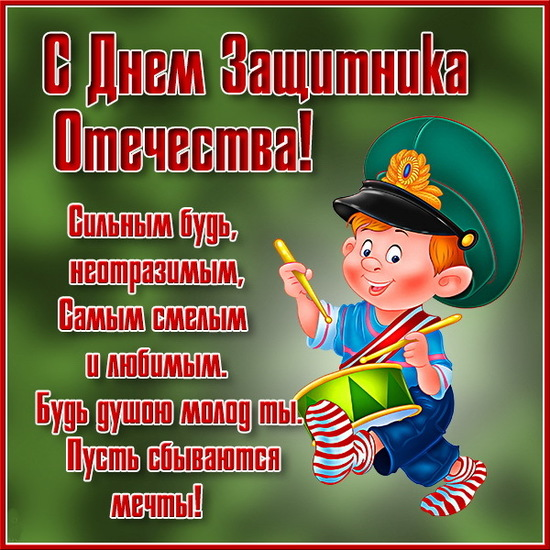 С Днем Защитника
Отечества!
Сильным будь,
неотразимым,
Самым смелым
и любимым.
Будь душою молод ты.
Пусть сбываются
мечты!